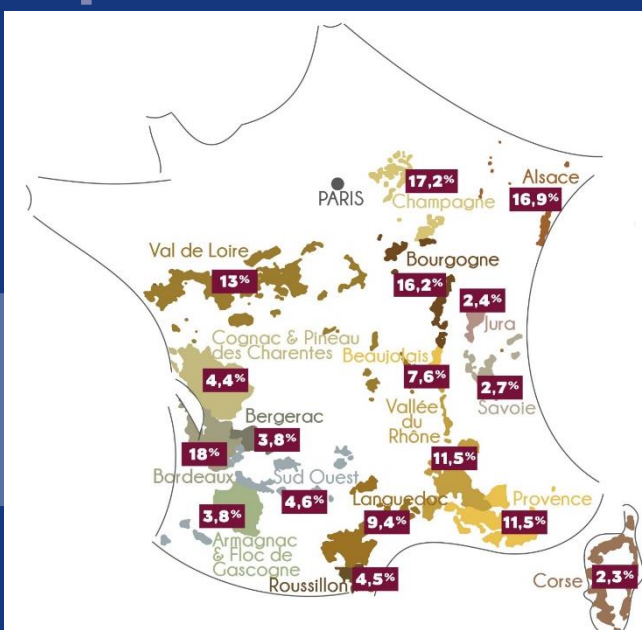 PARIS
17,2%
Champagne
Alsace
16,9%
Val de Loire
13%
Bourgogne
16,2%
2,4%
Jura
Cognac & Pineau
des Charentes
4,4%
Beaujolais
7,6%
2,7%
Savoie
Vallée
du
Rhône
11,5%
Bergerac
3,8%
18%
Bordeaux
Sud Ouest
4,6%
3,8%
Armagnac
& Floc de
Gascogne
Langueduc
9,4%
Provence
11,5%
Roussillon
4,5%
Corse
2,3%